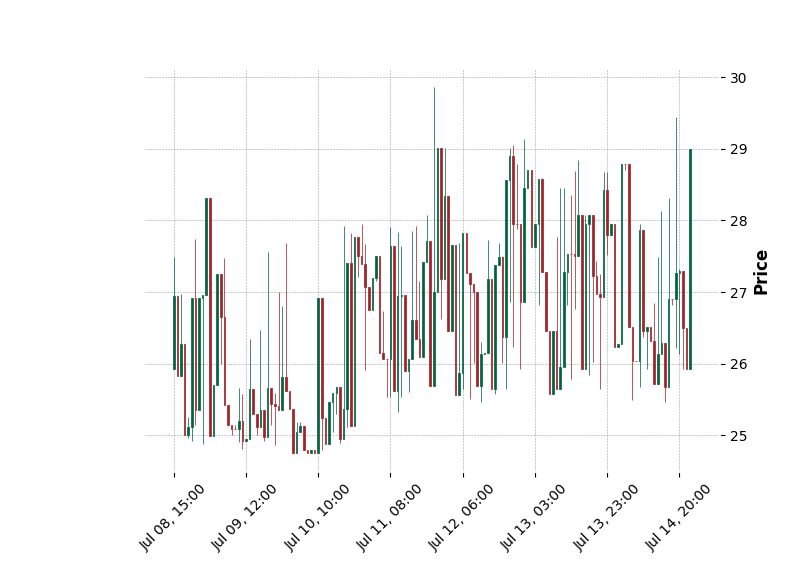 30
29
28
27
26
25
Price
Jul 08, 15:00
Jul 09, 12:00
Jul 10, 10:00
Jul 11, 08:00
Jul 12, 06:00
Jul 13, 03:00
Jul 13, 23:00
Jul 14, 20:00